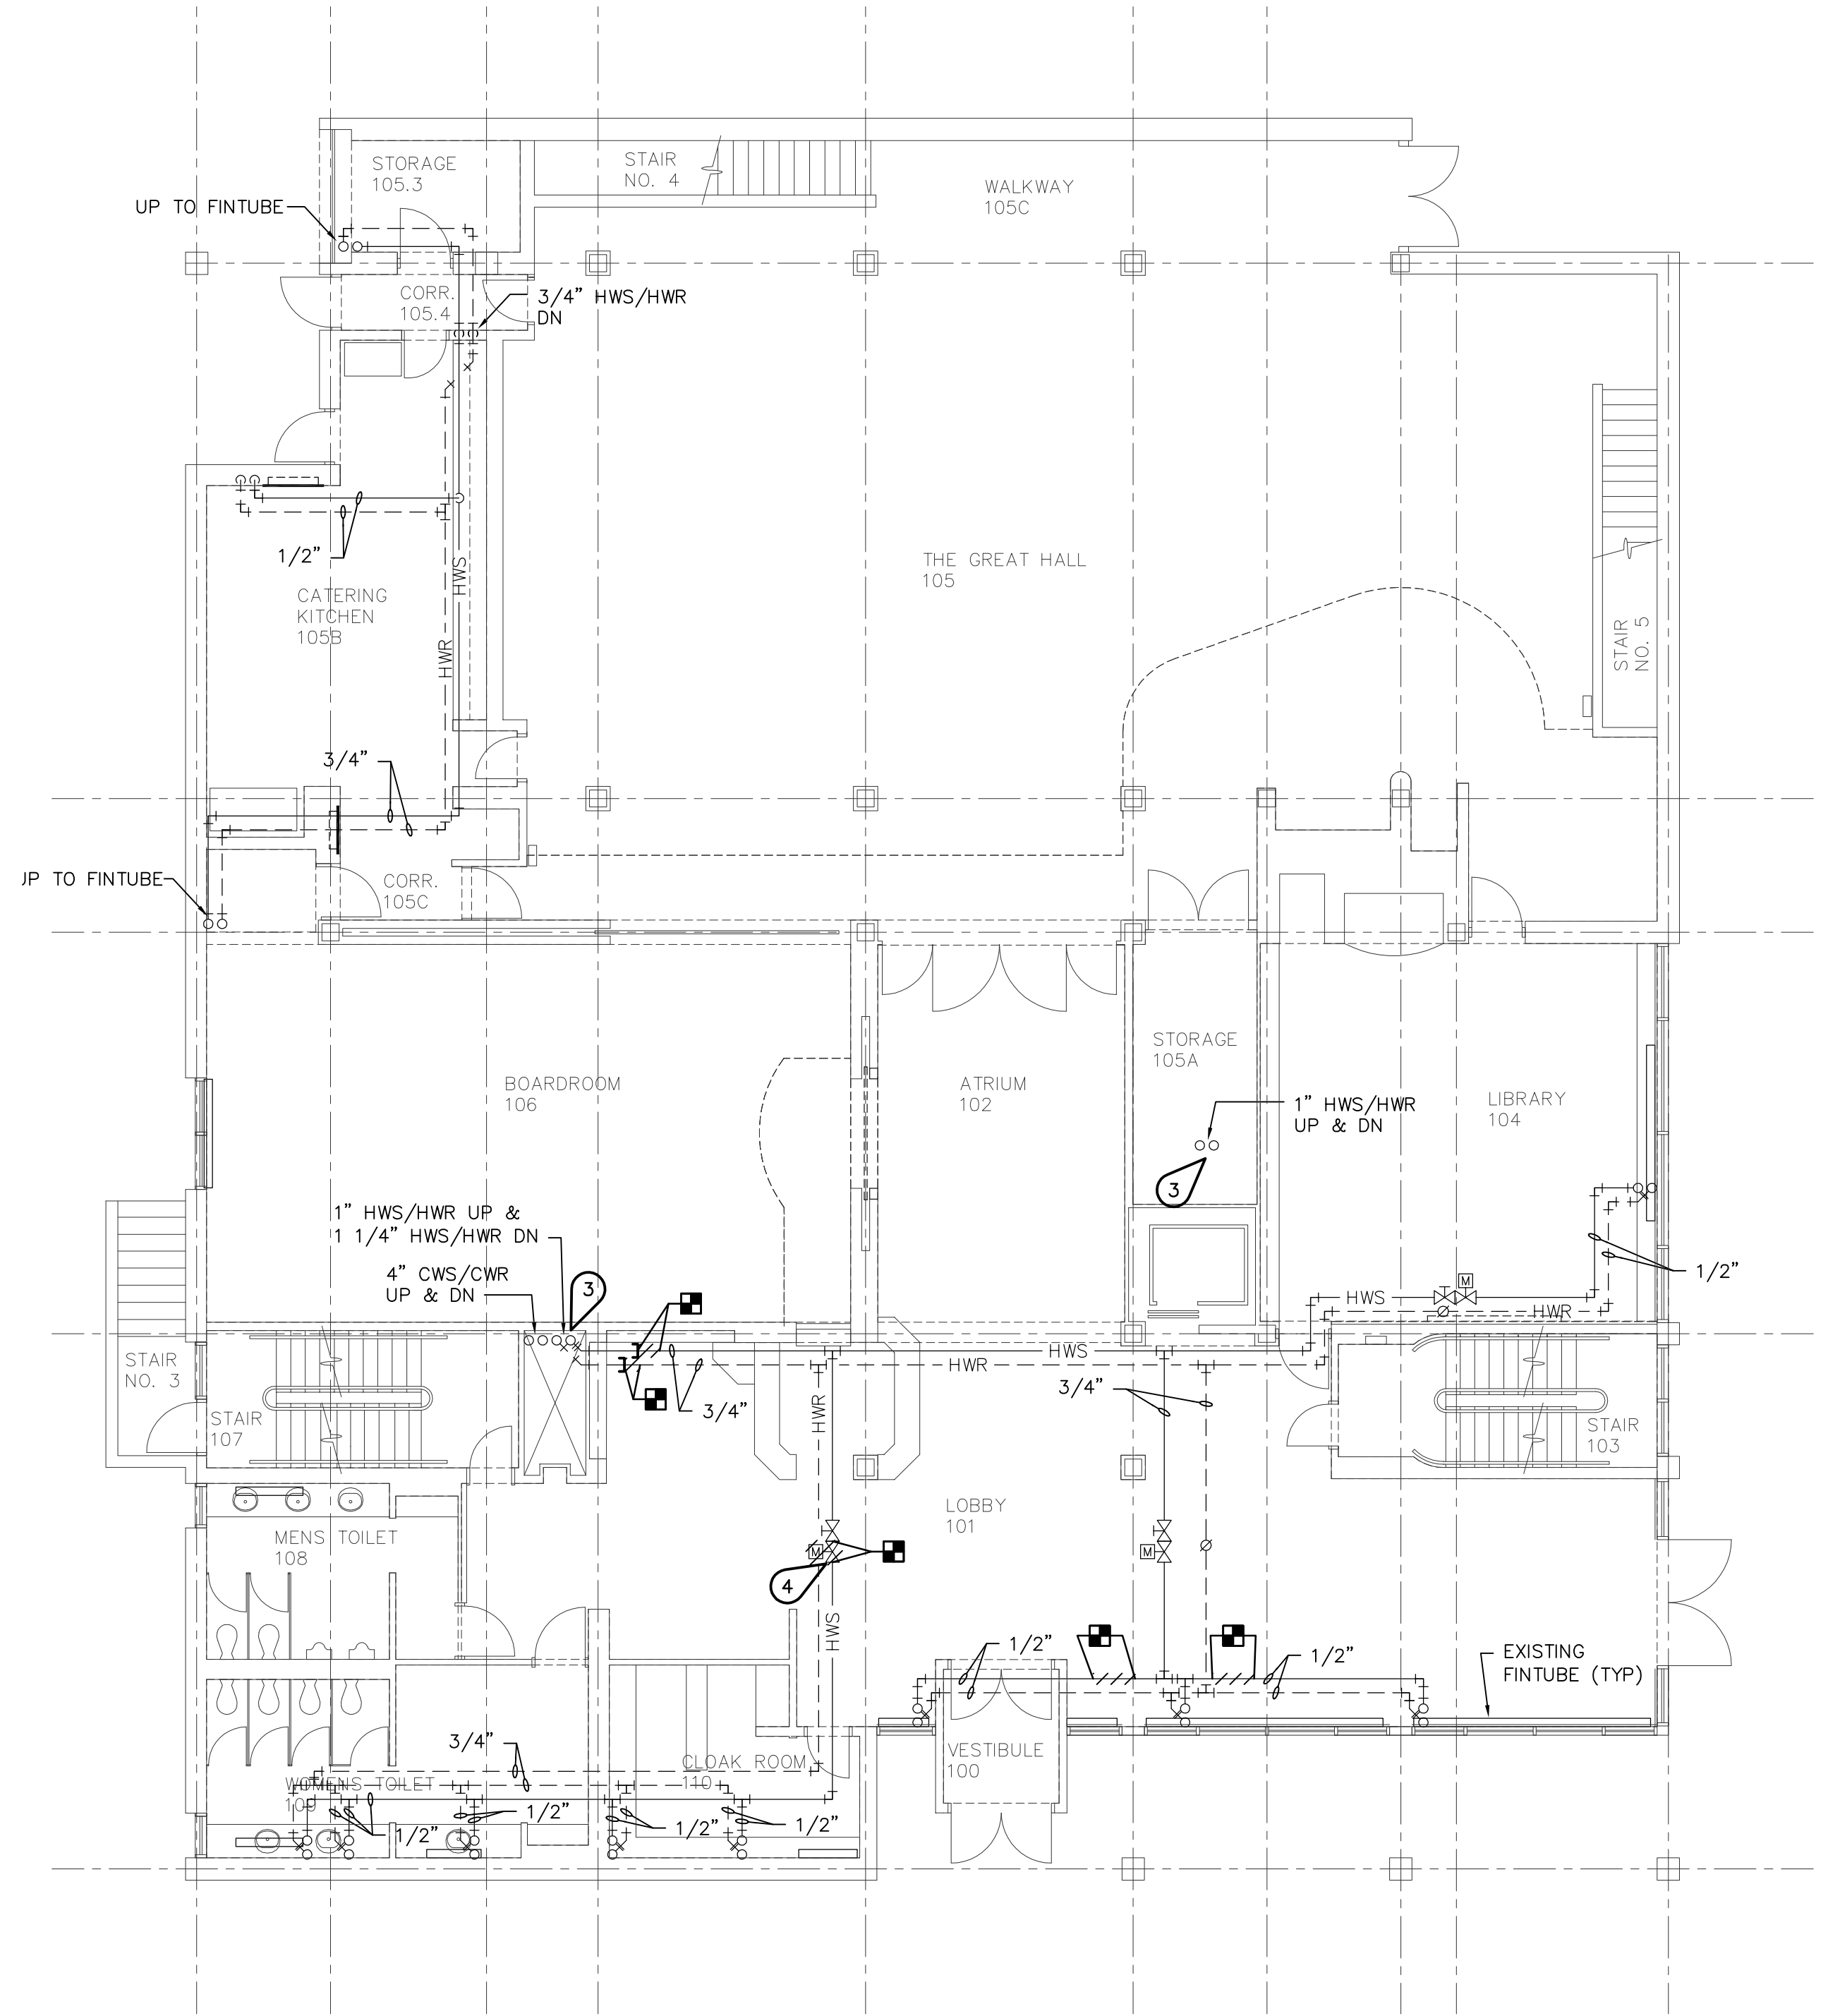 STORAGE
105.3
STAIR
NO. 4
WALKWAY
105C
UP TO FINTUBE
CORR.
105.4
3/4" HWS/HWR
DN
1/2"
HWS
THE GREAT HALL
105
CATERING
KITCHEN
105B
HWR
STAIR
NO. 5
3/4"
UP TO FINTUBE
CORR.
105C
STORAGE
105A
BOARDROOM
106
ATRIUM
102
LIBRARY
104
1" HWS/HWR
UP & DN
3
1" HWS/HWR UP &
1 1/4" HWS/HWR DN
4" CWS/CWR
UP & DN
3
1/2"
M
HWS
HWR
HWS
HWR
STAIR
NO. 3
3/4"
3/4"
HWR
STAIR
107
STAIR
103
LOBBY
101
MENS TOILET
108
M
M
4
HWS
1/2"
1/2"
EXISTING
FINTUBE (TYP)
3/4"
VESTIBULE
100
CLOAK ROOM
110
WOMENS TOILET
109
1/2"
1/2"
1/2"
1/2"